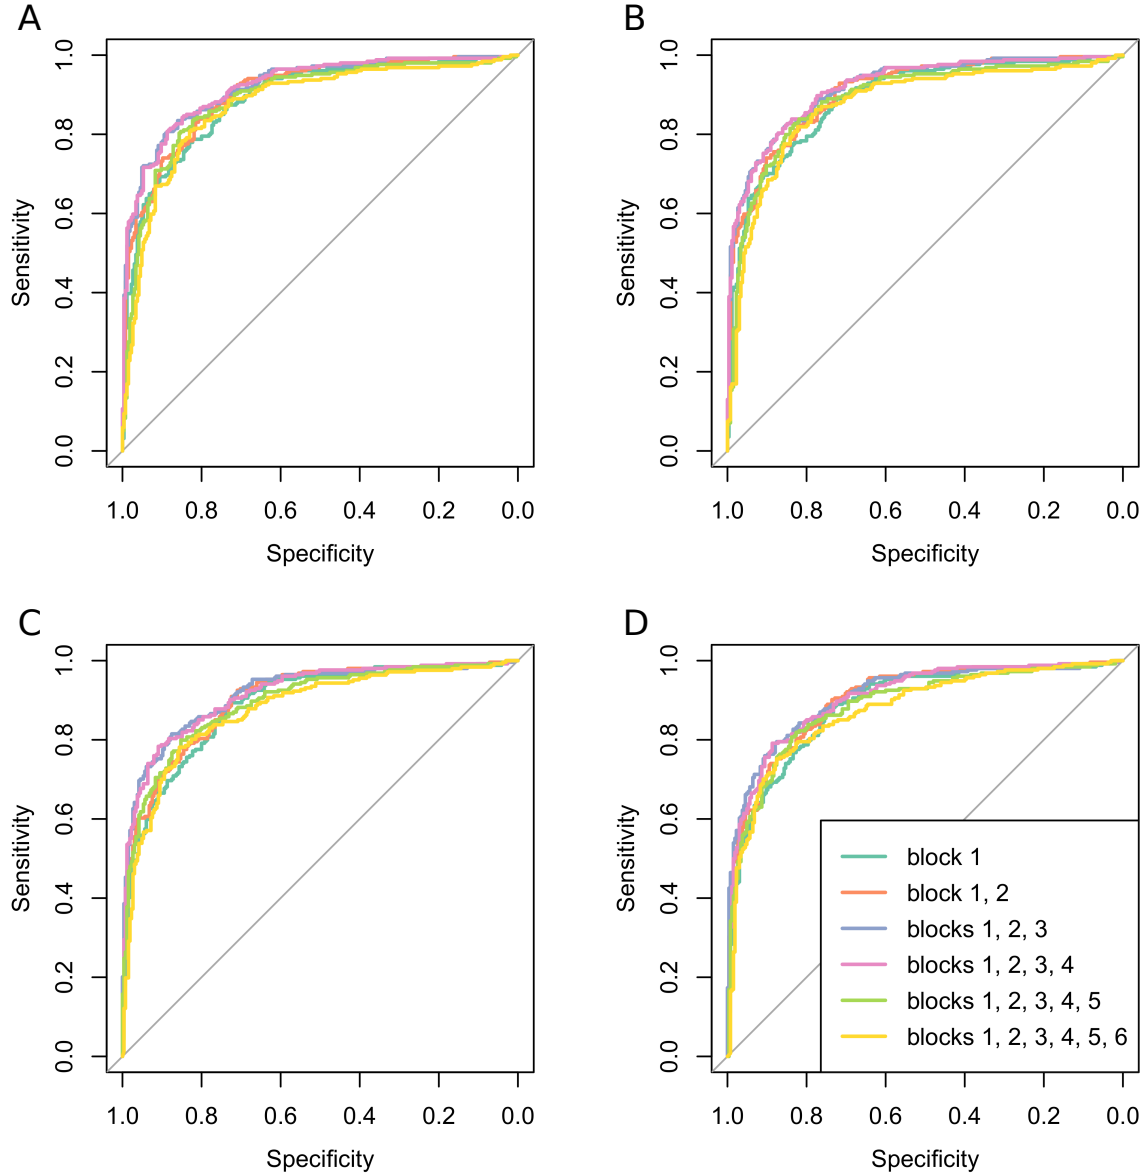 A
Sensitivity
1.0
0.8
0.6
0.4
0.2
0.0
1.0 0.8 0.6 0.4 0.2 0.0
Specificity
B
Sensitivity
1.0
0.8
0.6
0.4
0.2
0.0
1.0 0.8 0.6 0.4 0.2 0.0
Specificity
C
Sensitivity
1.0
0.8
0.6
0.4
0.2
0.0
1.0 0.8 0.6 0.4 0.2 0.0
Specificity
D
Sensitivity
1.0
0.8
0.6
0.4
0.2
0.0
block 1
block 1, 2
blocks 1, 2, 3
blocks 1, 2, 3, 4
blocks 1, 2, 3, 4, 5
blocks 1, 2, 3, 4, 5, 6
1.0 0.8 0.6 0.4 0.2 0.0
Specificity